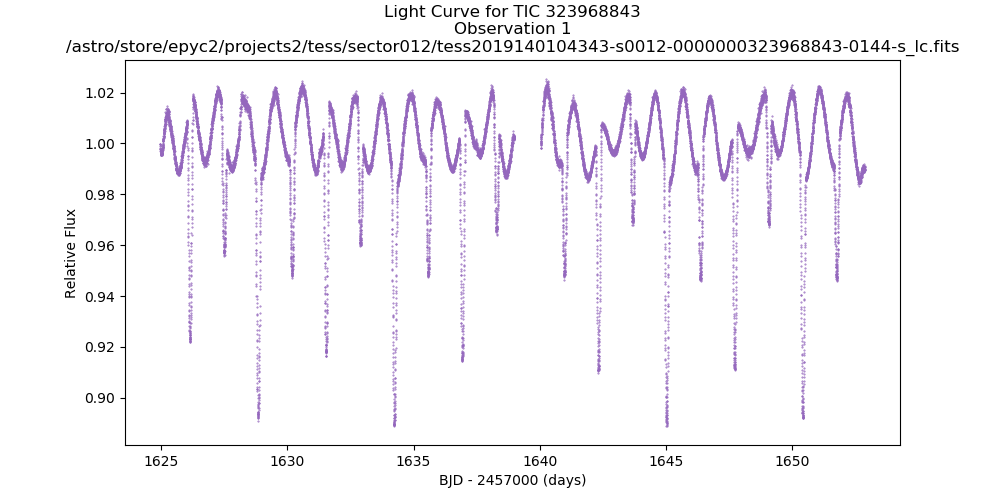 Light Curve for TIC 323968843
Observation 1
/astro/store/epyc2/projects2/tess/sector012/tess2019140104343-s0012-0000000323968843-0144-s_lc.fits
1.02
1.00
0.98
0.96
0.94
0.92
0.90
Relative Flux
1625
1630
1635
1640
1645
1650
BJD - 2457000 (days)